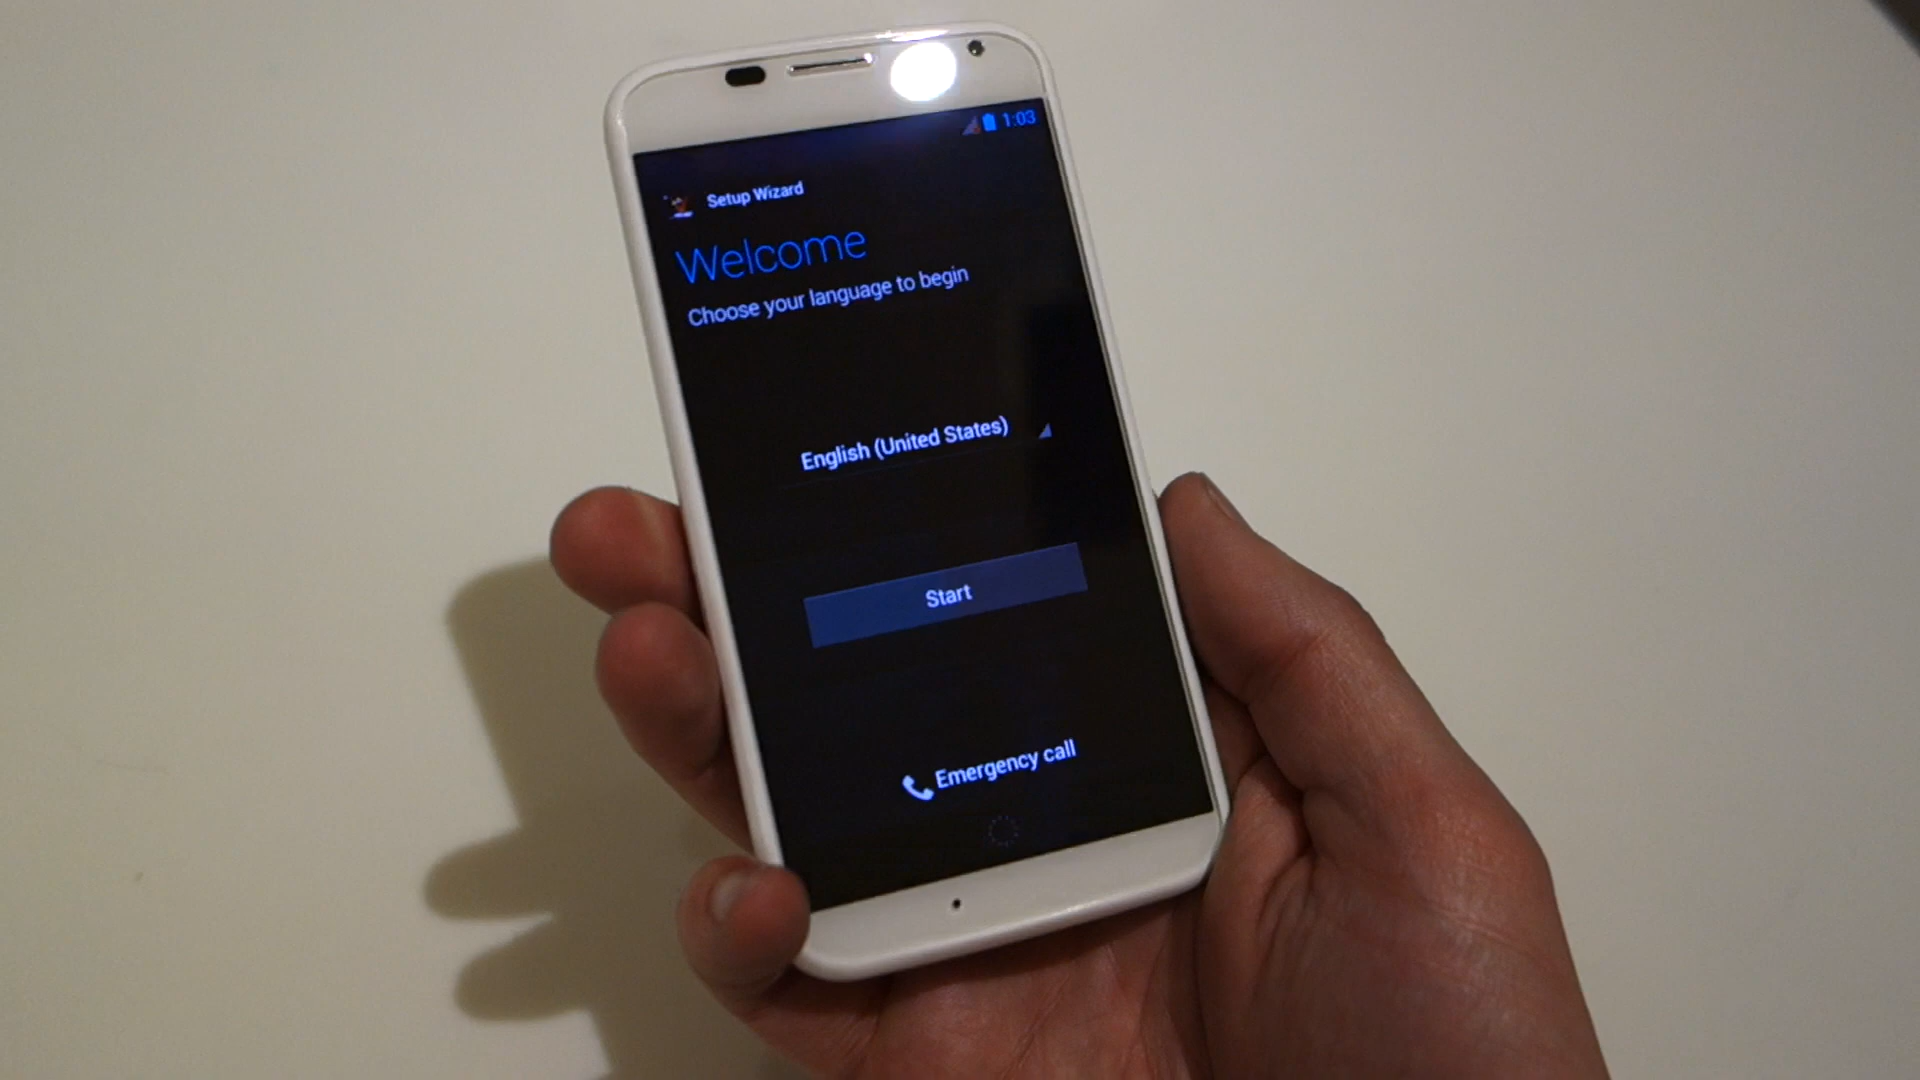 1:03
Setup Wizard
Welcome
Choose your language to begin
English (United States)
Start
Emergency call